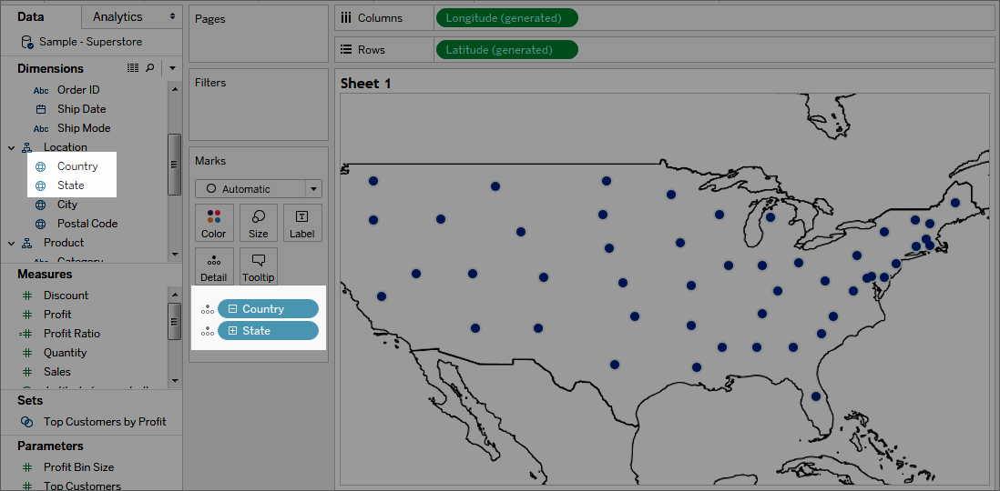 Data
Analytics
Sample - Superstore
Dimensions
Abc Order ID
Ship Date
Abc Ship Mode
Location
Country
State
City
Postal Code
Product
Category
Measures
Discount
Profit
Profit Ratio
Quantity
Sales
Sets
Top Customers by Profit
Parameters
Profit Bin Size
Top Customers
Pages
Filters
Marks
Automatic
Color
Size
Label
Detail
Tooltip
Country
State
Columns
Longitude (generated)
Rows
Latitude (generated)
Sheet 1